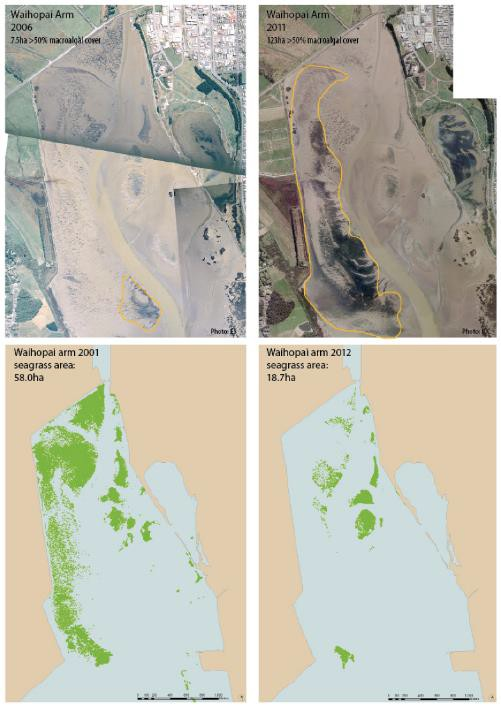 Waihopai Arm
2006
7.5ha >50% macroalgal cover
Waihopai Arm
2011
123ha >50% macroalgal cover
Waihopai arm 2001
seagrass area:
58.0ha
Waihopai arm 2012
seagrass area:
18.7ha